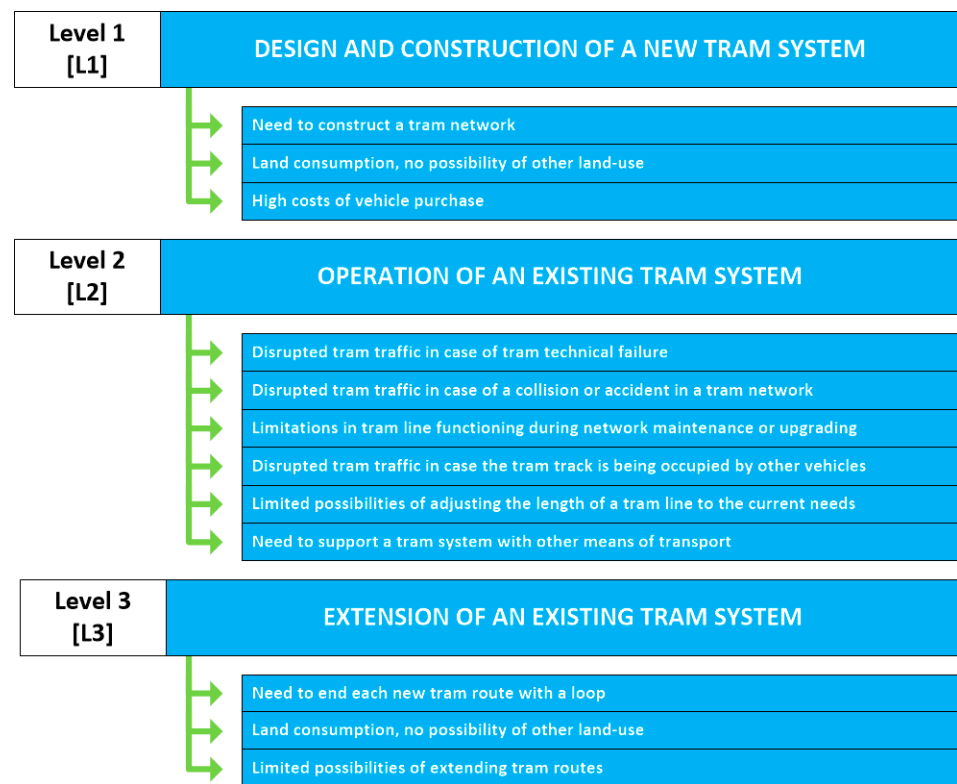 Level 1
[L1]
DESIGN AND CONSTRUCTION OF A NEW TRAM SYSTEM
Need to construct a tram network
Land consumption, no possibility of other land-use
High costs of vehicle purchase
Level 2
[L2]
OPERATION OF AN EXISTING TRAM SYSTEM
Disrupted tram traffic in case of tram technical failure
Disrupted tram traffic in case of a collision or accident in a tram network
Limitations in tram line functioning during network maintenance or upgrading
Disrupted tram traffic in case the tram track is being occupied by other vehicles
Limited possibilities of adjusting the length of a tram line to the current needs
Need to support a tram system with other means of transport
Level 3
[L3]
EXTENSION OF AN EXISTING TRAM SYSTEM
Need to end each new tram route with a loop
Land consumption, no possibility of other land-use
Limited possibilities of extending tram routes